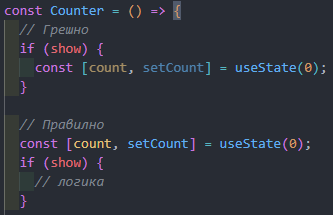 const Counter = () => {
// Грешно
if (show) {
const [count, setCount] = useState(0);
}
// Правилно
const [count, setCount] = useState(0);
if (show) {
// логика
}